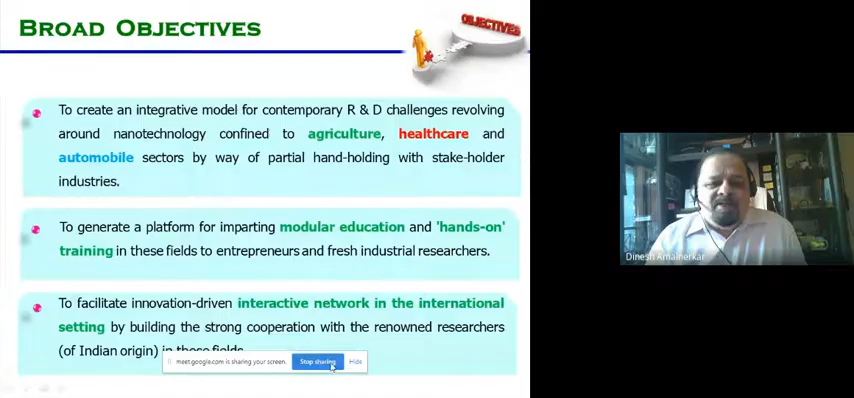 BROAD OBJECTIVES
OBJECTIVES
To create an integrative model for contemporary R & D challenges revolving
around nanotechnology confined to agriculture, healthcare and
automobile sectors by way of partial hand-holding with stake-holder
industries.
To generate a platform for imparting modular education and 'hands-on'
training in these fields to entrepreneurs and fresh industrial researchers.
To facilitate innovation-driven interactive network in the international
setting by building the strong cooperation with the renowned researchers
(of Indian origin) in these fields
meet.google.com is sharing your screen.
Stop sharing
Hide
Dinesh Amalnerkar